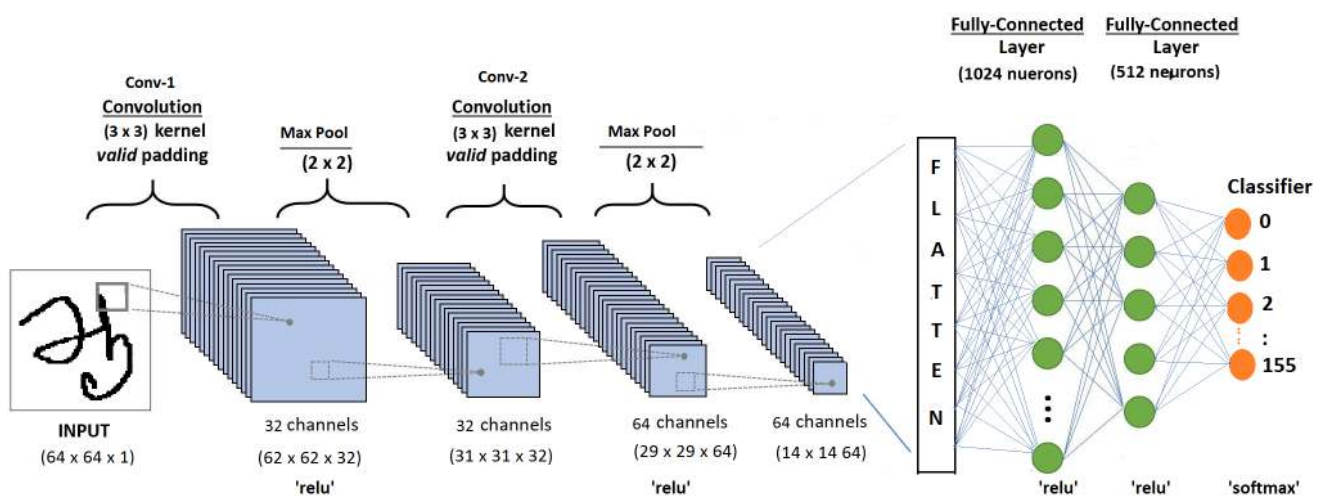 Fully-Connected
Layer
(1024 nuerons)
Fully-Connected
Layer
(512 neurons)
Conv-1
Convolution
(3 x 3) kernel
valid padding
Max Pool
(2 x 2)
Conv-2
Convolution
(3 x 3) kernel
valid padding
Max Pool
(2 x 2)
F
L
A
T
T
E
N
Classifier
0
1
2
:
155
INPUT
(64 x 64 x 1)
32 channels
(62 x 62 x 32)
'relu'
32 channels
(31 x 31 x 32)
64 channels
(29 x 29 x 64)
'relu'
64 channels
(14 x 14 64)
'relu'
'relu'
'softmax'